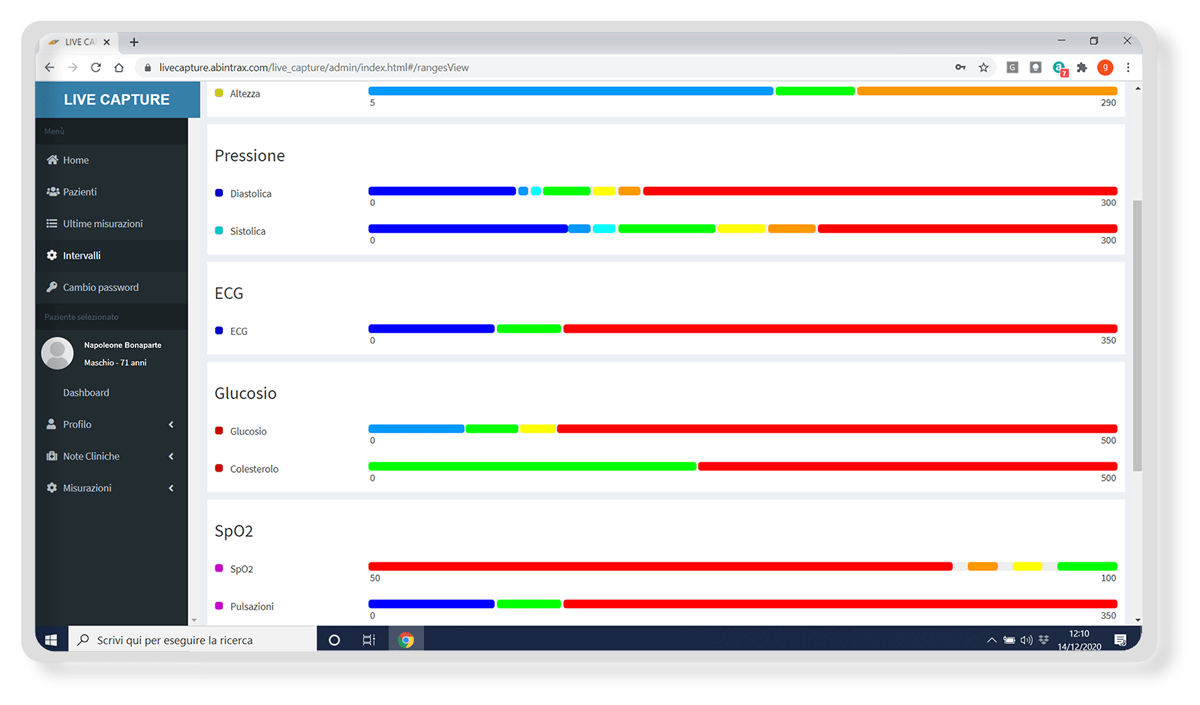 LIVE CA
livecapture.abintrax.com/live_capture/admin/index.html#/rangesView
G
7
g
LIVE CAPTURE
Menù
Home
Pazienti
Ultime misurazioni
Intervalli
Cambio password
Paziente selezionato
Napoleone Bonaparte
Maschio - 71 anni
Dashboard
Profilo
Note Cliniche
Misurazioni
Altezza
5 290
Pressione
Diastolica
0 300
Sistolica
0 300
ECG
ECG
0 350
Glucosio
Glucosio
0 500
Colesterolo
0 500
SpO2
SpO2
50 100
Pulsazioni
0 350
Scrivi qui per eseguire la ricerca
12:10
14/12/2020